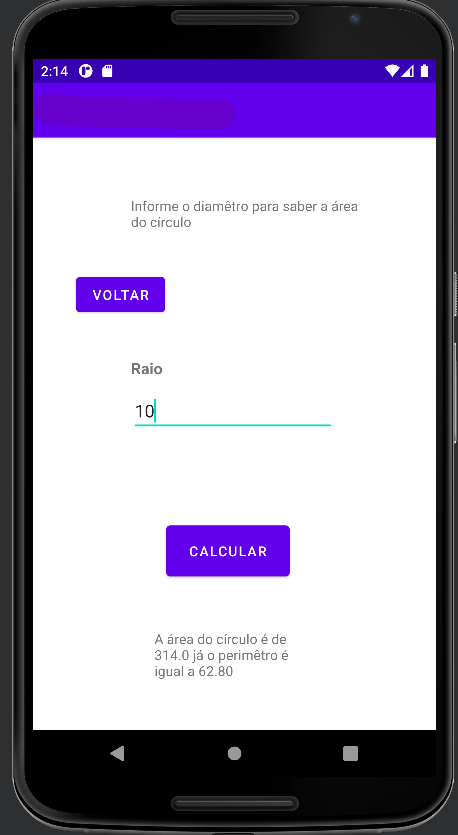 2:14
Informe o diamêtro para saber a área
do círculo
VOLTAR
Raio
10
CALCULAR
A área do círculo é de
314.0 já o perimêtro é
igual a 62.80